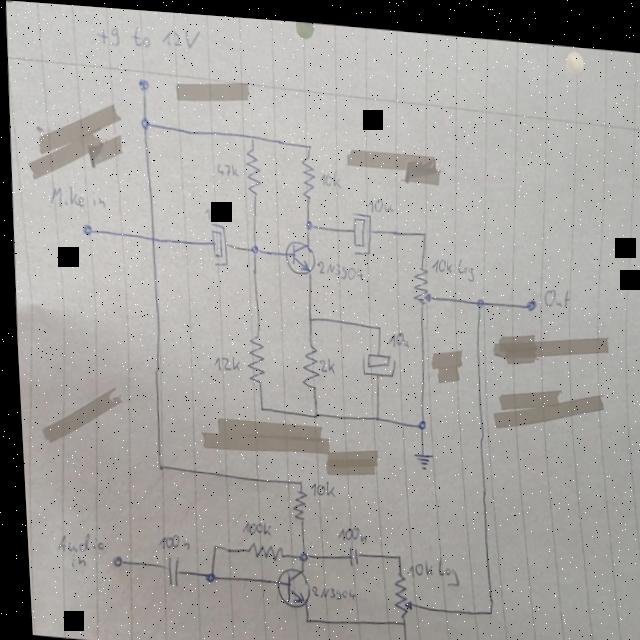 +9 to 12V
47k
10k
Mike in
10u
2N3904
10k log
Out
12k
2k
10u
10k
100k
100n
Audio in
100n
10k log
2N3904